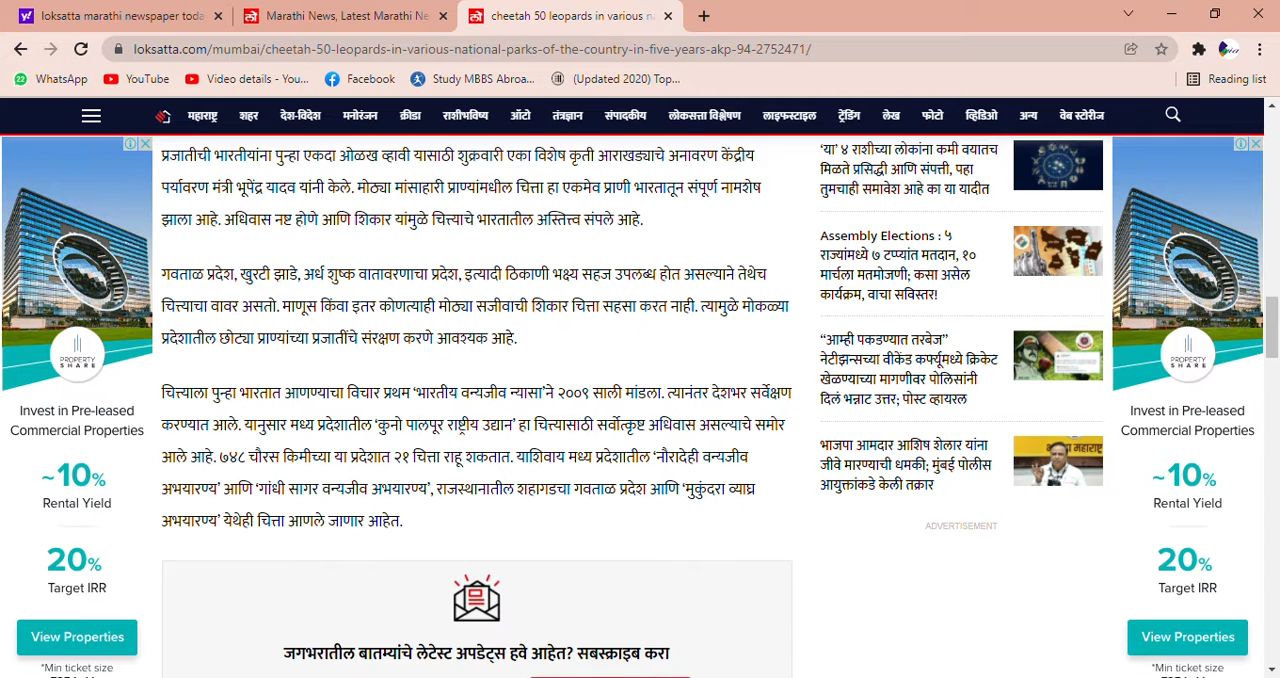 loksatta marathi newspaper toda
Marathi News, Latest Marathi Ne
cheetah 50 leopards in various na
loksatta.com/mumbai/cheetah-50-leopards-in-various-national-parks-of-the-country-in-five-years-akp-94-2752471/
WhatsApp
YouTube
Video details - You...
Facebook
Study MBBS Abroa...
(Updated 2020) Top...
Reading list
महाराष्ट्र
शहर
देश-विदेश
मनोरंजन
क्रीडा
राशीभविष्य
ऑटो
तंत्रज्ञान
संपादकीय
लोकसत्ता विश्लेषण
लाइफस्टाइल
ट्रेंडिंग
लेख
फोटो
व्हिडिओ
अन्य
वेब स्टोरीज
प्रजातीची भारतीयांना पुन्हा एकदा ओळख व्हावी यासाठी शुक्रवारी एका विशेष कृती आराखड्याचे अनावरण केंद्रीय
पर्यावरण मंत्री भूपेंद्र यादव यांनी केले. मोठ्या मांसाहारी प्राण्यांमधील चित्ता हा एकमेव प्राणी भारतातून संपूर्ण नामशेष
झाला आहे. अधिवास नष्ट होणे आणि शिकार यांमुळे चित्त्याचे भारतातील अस्तित्त्व संपले आहे.
गवताळ प्रदेश, खुरटी झाडे, अर्ध शुष्क वातावरणाचा प्रदेश, इत्यादी ठिकाणी भक्ष्य सहज उपलब्ध होत असल्याने तेथेच
चित्त्याचा वावर असतो. माणूस किंवा इतर कोणत्याही मोठ्या सजीवाची शिकार चित्ता सहसा करत नाही. त्यामुळे मोकळ्या
प्रदेशातील छोट्या प्राण्यांच्या प्रजातींचे संरक्षण करणे आवश्यक आहे.
चित्त्याला पुन्हा भारतात आणण्याचा विचार प्रथम ‘भारतीय वन्यजीव न्यासा’ने २००९ साली मांडला. त्यानंतर देशभर सर्वेक्षण
करण्यात आले. यानुसार मध्य प्रदेशातील ‘कुनो पालपूर राष्ट्रीय उद्यान’ हा चित्त्यासाठी सर्वोत्कृष्ट अधिवास असल्याचे समोर
आले आहे. ७४८ चौरस किमीच्या या प्रदेशात २१ चित्ता राहू शकतात. याशिवाय मध्य प्रदेशातील ‘नौरादेही वन्यजीव
अभयारण्य’ आणि ‘गांधी सागर वन्यजीव अभयारण्य’, राजस्थानातील शहागडचा गवताळ प्रदेश आणि ‘मुकुंदरा व्याघ्र
अभयारण्य’ येथेही चित्ता आणले जाणार आहेत.
जगभरातील बातम्यांचे लेटेस्ट अपडेट्स हवे आहेत? सबस्क्राइब करा
‘या’ ४ राशीच्या लोकांना कमी वयातच
मिळते प्रसिद्धी आणि संपत्ती, पहा
तुमचाही समावेश आहे का या यादीत
Assembly Elections : ५
राज्यांमध्ये ७ टप्प्यांत मतदान, १०
मार्चला मतमोजणी; कसा असेल
कार्यक्रम, वाचा सविस्तर!
“आम्ही पकडण्यात तरबेज”
नेटीझन्सच्या वीकेंड कर्फ्यूमध्ये क्रिकेट
खेळण्याच्या मागणीवर पोलिसांनी
दिलं भन्नाट उत्तर; पोस्ट व्हायरल
भाजपा आमदार आशिष शेलार यांना
जीवे मारण्याची धमकी; मुंबई पोलीस
आयुक्तांकडे केली तक्रार
ADVERTISEMENT
PROPERTY
SHARE
Invest in Pre-leased
Commercial Properties
~10%
Rental Yield
20%
Target IRR
View Properties
*Min ticket size
PROPERTY
SHARE
Invest in Pre-leased
Commercial Properties
~10%
Rental Yield
20%
Target IRR
View Properties
*Min ticket size